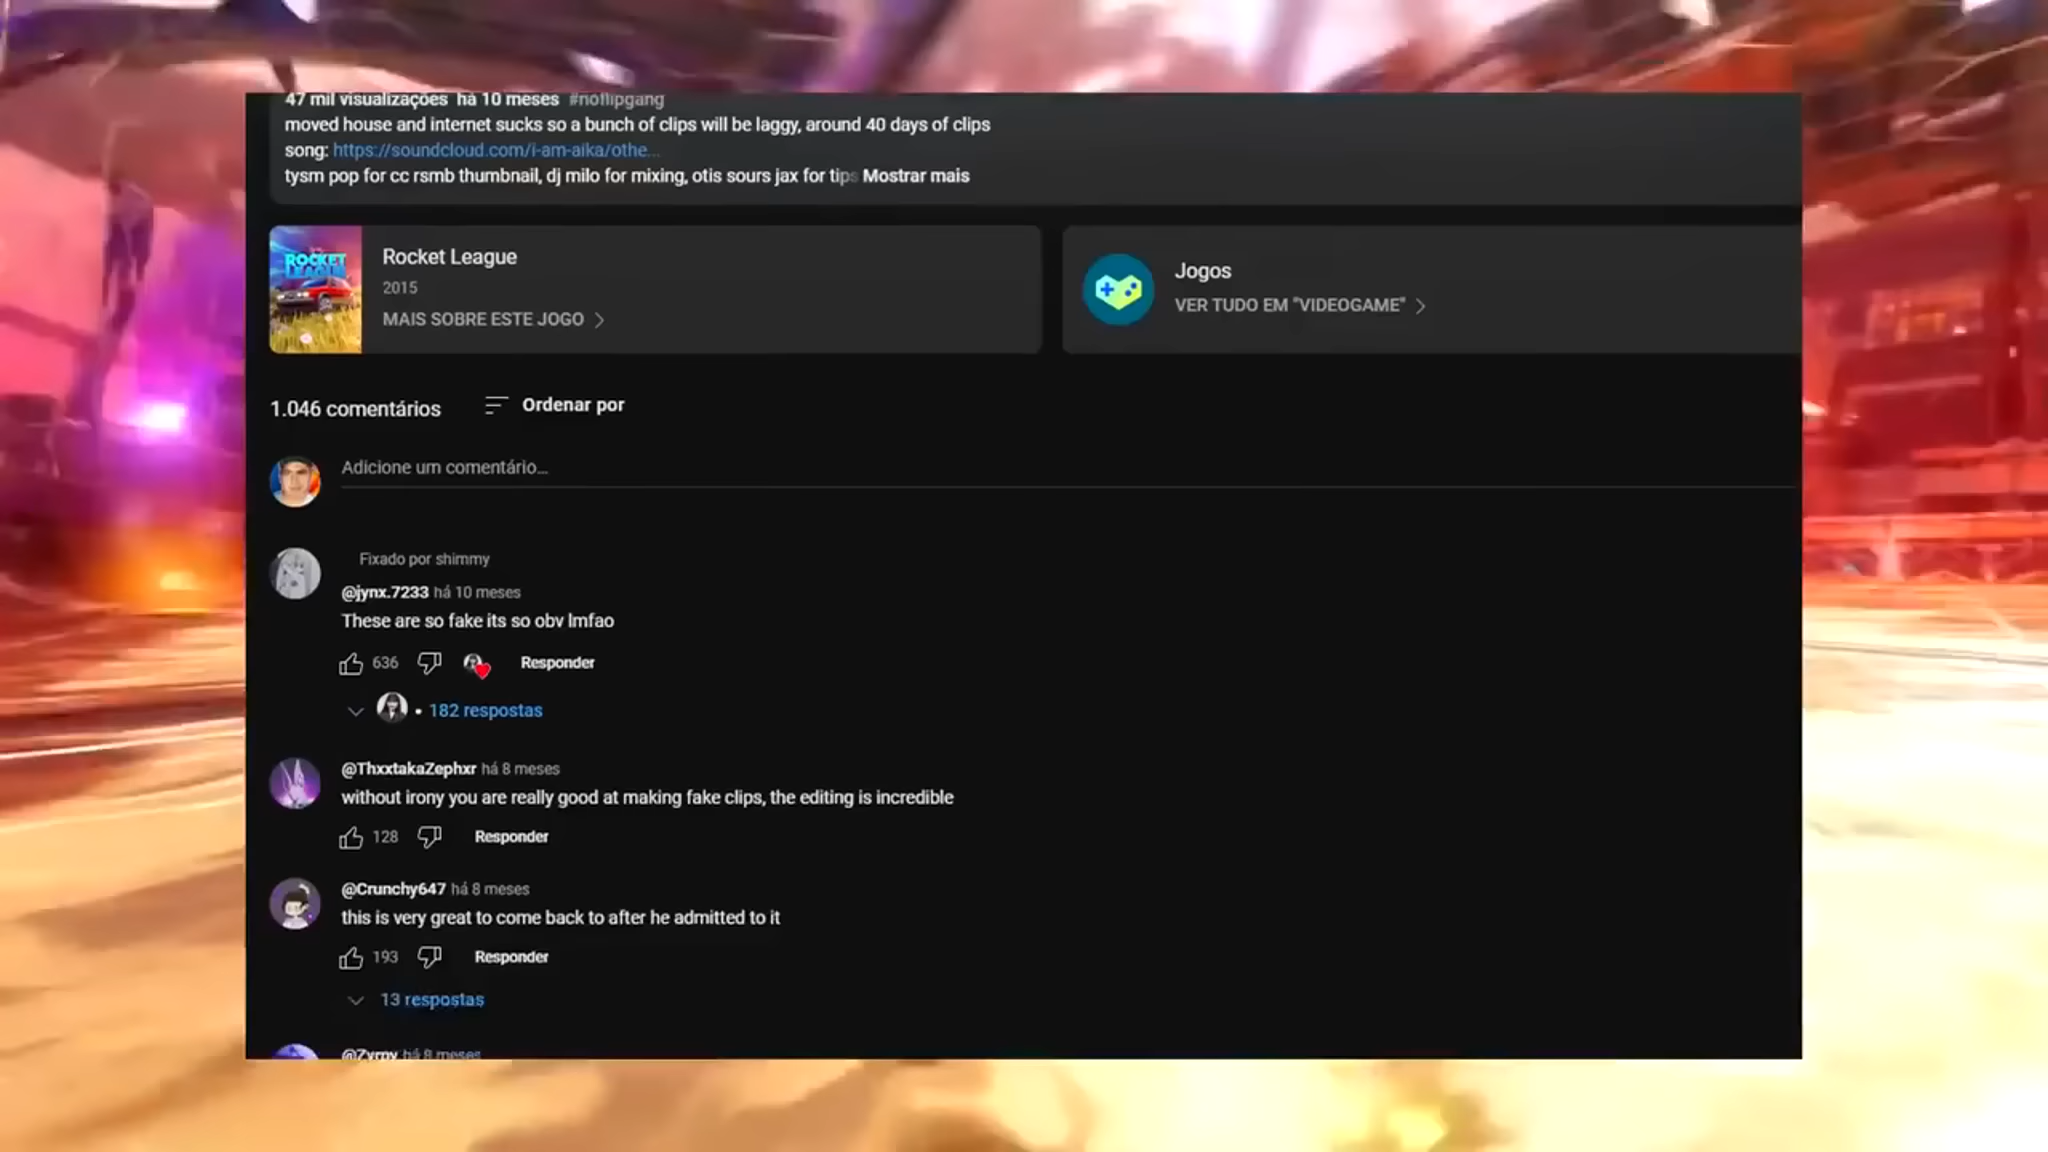 47 mil visualizações há 10 meses #noflipgang
moved house and internet sucks so a bunch of clips will be laggy, around 40 days of clips
song: https://soundcloud.com/i-am-aika/othe...
tysm pop for cc rsmb thumbnail, dj milo for mixing, otis sours jax for tips Mostrar mais
ROCKET LEAGUE
Rocket League
2015
MAIS SOBRE ESTE JOGO
Jogos
VER TUDO EM "VIDEOGAME"
1.046 comentários
Ordenar por
Adicione um comentário...
Fixado por shimmy
@jynx.7233 há 10 meses
These are so fake its so obv lmfao
636
Responder
• 182 respostas
@ThxxtakaZephxr há 8 meses
without irony you are really good at making fake clips, the editing is incredible
128
Responder
@Crunchy647 há 8 meses
this is very great to come back to after he admitted to it
193
Responder
13 respostas
@Zyrpy há 8 meses